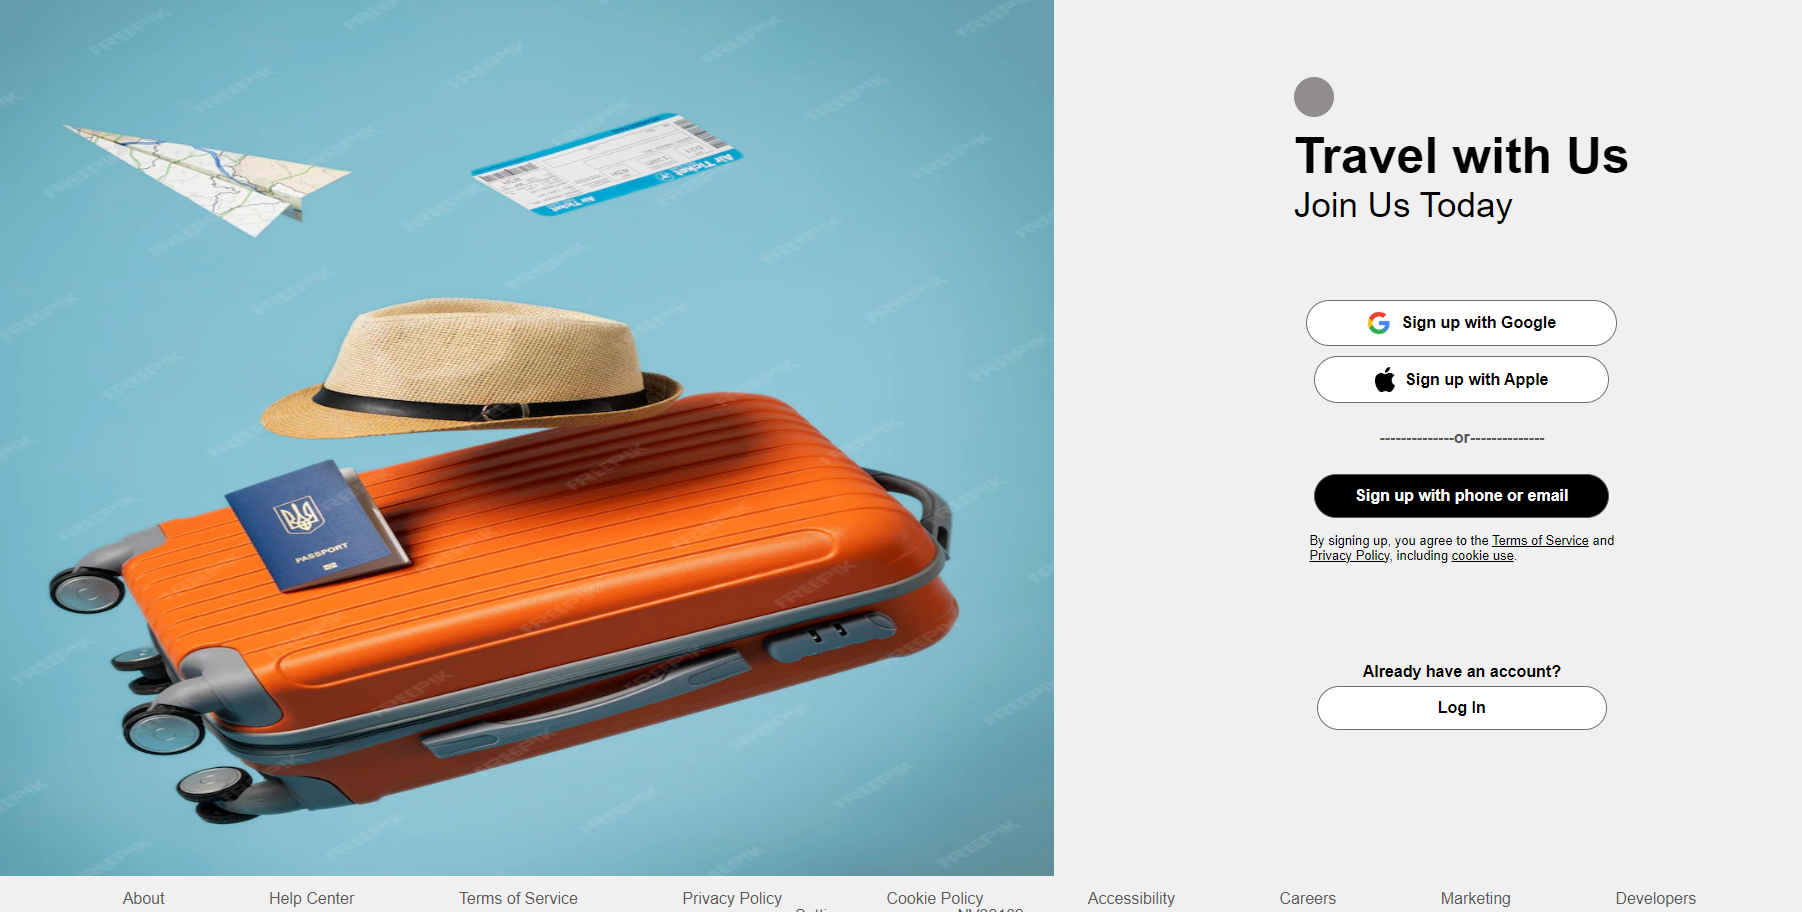 Travel with Us
Join Us Today
Sign up with Google
Sign up with Apple
--------------or--------------
Sign up with phone or email
By signing up, you agree to the Terms of Service and
Privacy Policy, including cookie use.
Already have an account?
Log In
Air Ticket
Air Ticket
PASSPORT
FREEPIK
About Help Center Terms of Service Privacy Policy Cookie Policy Accessibility Careers Marketing Developers